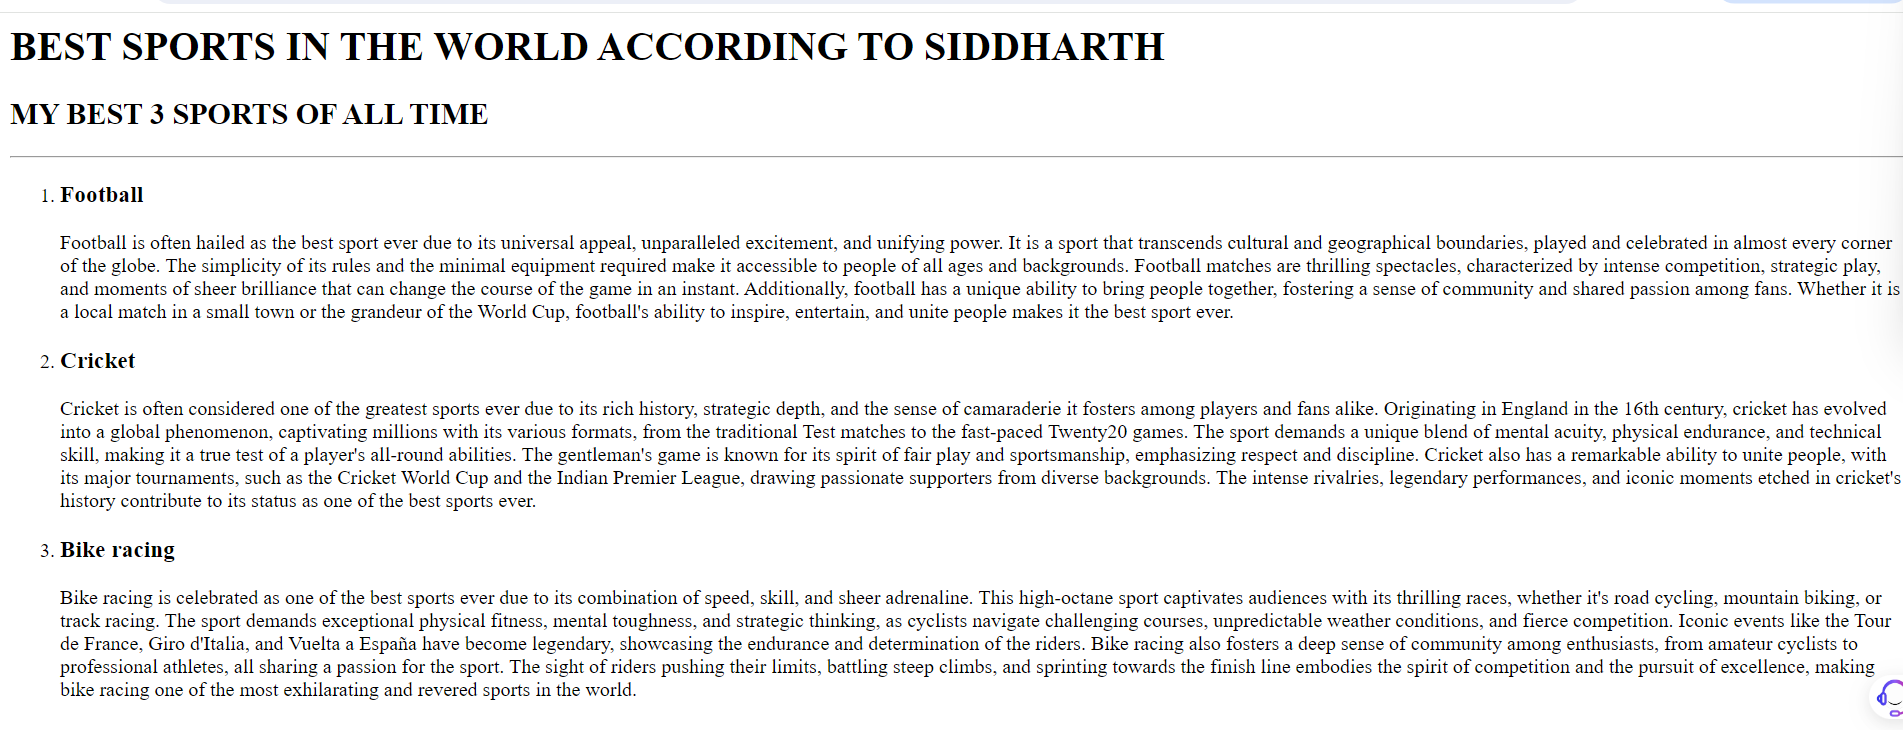 BEST SPORTS IN THE WORLD ACCORDING TO SIDDHARTH
MY BEST 3 SPORTS OF ALL TIME
1. Football
Football is often hailed as the best sport ever due to its universal appeal, unparalleled excitement, and unifying power. It is a sport that transcends cultural and geographical boundaries, played and celebrated in almost every corner
of the globe. The simplicity of its rules and the minimal equipment required make it accessible to people of all ages and backgrounds. Football matches are thrilling spectacles, characterized by intense competition, strategic play,
and moments of sheer brilliance that can change the course of the game in an instant. Additionally, football has a unique ability to bring people together, fostering a sense of community and shared passion among fans. Whether it is
a local match in a small town or the grandeur of the World Cup, football's ability to inspire, entertain, and unite people makes it the best sport ever.
2. Cricket
Cricket is often considered one of the greatest sports ever due to its rich history, strategic depth, and the sense of camaraderie it fosters among players and fans alike. Originating in England in the 16th century, cricket has evolved
into a global phenomenon, captivating millions with its various formats, from the traditional Test matches to the fast-paced Twenty20 games. The sport demands a unique blend of mental acuity, physical endurance, and technical
skill, making it a true test of a player's all-round abilities. The gentleman's game is known for its spirit of fair play and sportsmanship, emphasizing respect and discipline. Cricket also has a remarkable ability to unite people, with
its major tournaments, such as the Cricket World Cup and the Indian Premier League, drawing passionate supporters from diverse backgrounds. The intense rivalries, legendary performances, and iconic moments etched in cricket's
history contribute to its status as one of the best sports ever.
3. Bike racing
Bike racing is celebrated as one of the best sports ever due to its combination of speed, skill, and sheer adrenaline. This high-octane sport captivates audiences with its thrilling races, whether it's road cycling, mountain biking, or
track racing. The sport demands exceptional physical fitness, mental toughness, and strategic thinking, as cyclists navigate challenging courses, unpredictable weather conditions, and fierce competition. Iconic events like the Tour
de France, Giro d'Italia, and Vuelta a España have become legendary, showcasing the endurance and determination of the riders. Bike racing also fosters a deep sense of community among enthusiasts, from amateur cyclists to
professional athletes, all sharing a passion for the sport. The sight of riders pushing their limits, battling steep climbs, and sprinting towards the finish line embodies the spirit of competition and the pursuit of excellence, making
bike racing one of the most exhilarating and revered sports in the world.